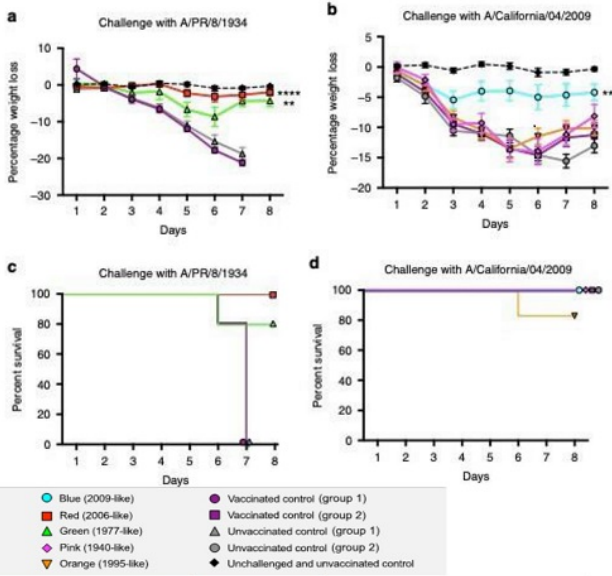 a
Challenge with A/PR/8/1934
Percentage weight loss
10
0
−10
−20
−30
****
**
1 2 3 4 5 6 7 8
Days
b
Challenge with A/California/04/2009
Percentage weight loss
5
0
−5
−10
−15
−20
**
1 2 3 4 5 6 7 8
Days
c
Challenge with A/PR/8/1934
Percent survival
100
80
60
40
20
0
1 2 3 4 5 6 7 8
Days
d
Challenge with A/California/04/2009
Percent survival
100
80
60
40
20
0
1 2 3 4 5 6 7 8
Days
Blue (2009-like)
Red (2006-like)
Green (1977-like)
Pink (1940-like)
Orange (1995-like)
Vaccinated control (group 1)
Vaccinated control (group 2)
Unvaccinated control (group 1)
Unvaccinated control (group 2)
Unchallenged and unvaccinated control